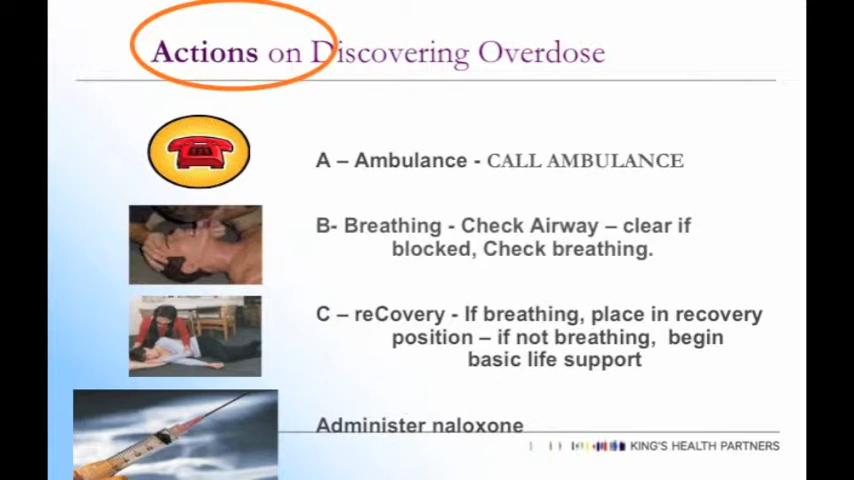 Actions on Discovering Overdose
A – Ambulance - CALL AMBULANCE
B- Breathing - Check Airway – clear if
blocked, Check breathing.
C – reCovery - If breathing, place in recovery
position – if not breathing, begin
basic life support
Administer naloxone
KING'S HEALTH PARTNERS